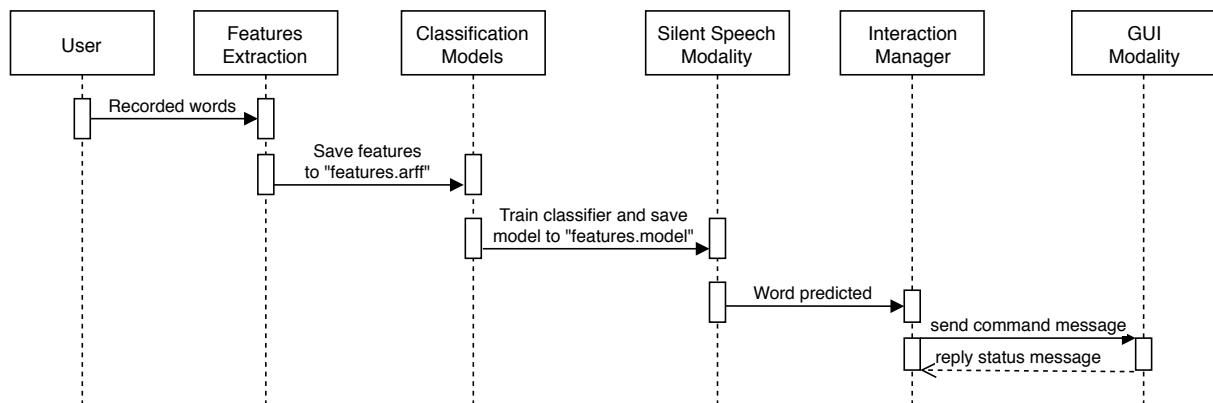 User
Features
Extraction
Classification
Models
Silent Speech
Modality
Interaction
Manager
GUI
Modality
Recorded words
Save features
to "features.arff"
Train classifier and save
model to "features.model"
Word predicted
send command message
reply status message